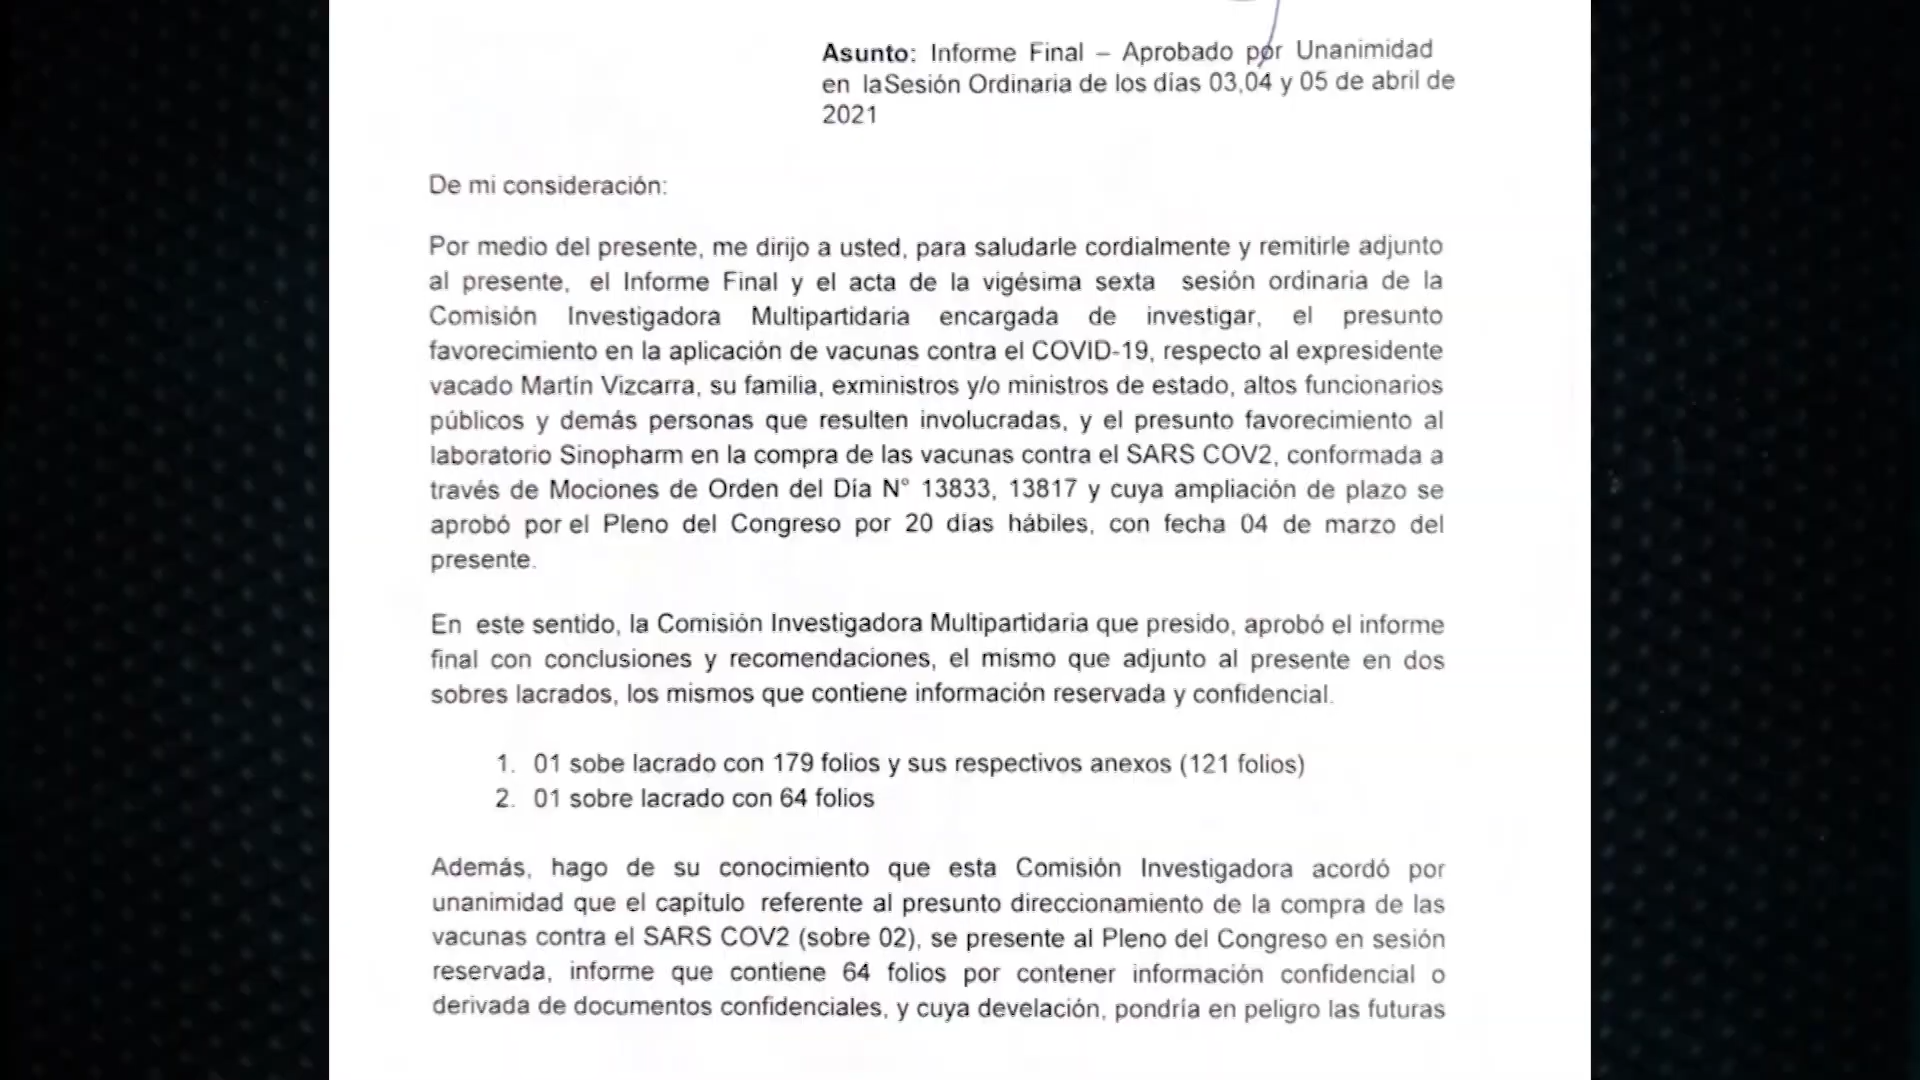 Asunto: Informe Final – Aprobado por Unanimidad
en laSesión Ordinaria de los días 03,04 y 05 de abril de
2021
De mi consideración:
Por medio del presente, me dirijo a usted, para saludarle cordialmente y remitirle adjunto
al presente, el Informe Final y el acta de la vigésima sexta sesión ordinaria de la
Comisión Investigadora Multipartidaria encargada de investigar, el presunto
favorecimiento en la aplicación de vacunas contra el COVID-19, respecto al expresidente
vacado Martín Vizcarra, su familia, exministros y/o ministros de estado, altos funcionarios
públicos y demás personas que resulten involucradas, y el presunto favorecimiento al
laboratorio Sinopharm en la compra de las vacunas contra el SARS COV2, conformada a
través de Mociones de Orden del Día N° 13833, 13817 y cuya ampliación de plazo se
aprobó por el Pleno del Congreso por 20 días hábiles, con fecha 04 de marzo del
presente.
En este sentido, la Comisión Investigadora Multipartidaria que presido, aprobó el informe
final con conclusiones y recomendaciones, el mismo que adjunto al presente en dos
sobres lacrados, los mismos que contiene información reservada y confidencial.
1. 01 sobe lacrado con 179 folios y sus respectivos anexos (121 folios)
2. 01 sobre lacrado con 64 folios
Además, hago de su conocimiento que esta Comisión Investigadora acordó por
unanimidad que el capítulo referente al presunto direccionamiento de la compra de las
vacunas contra el SARS COV2 (sobre 02), se presente al Pleno del Congreso en sesión
reservada, informe que contiene 64 folios por contener información confidencial o
derivada de documentos confidenciales, y cuya develación, pondría en peligro las futuras